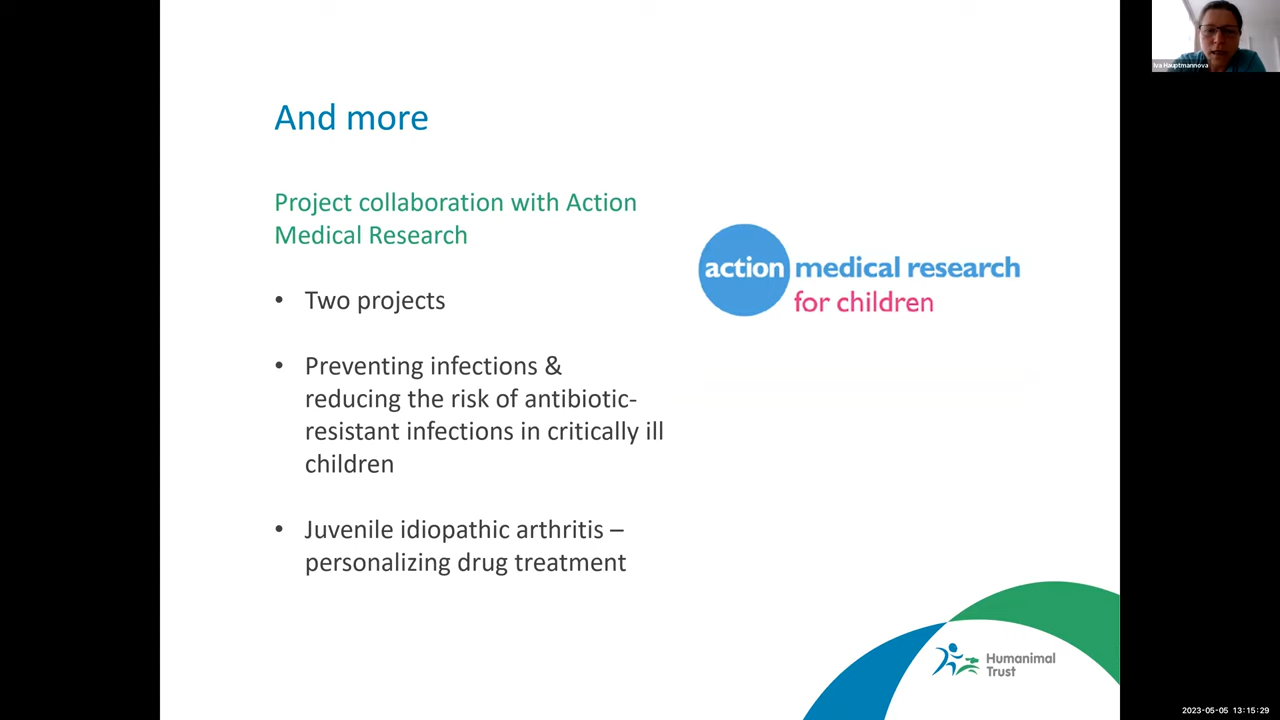 Iva Hauptmannova
And more
Project collaboration with Action
Medical Research
• Two projects
• Preventing infections &
reducing the risk of antibiotic-
resistant infections in critically ill
children
• Juvenile idiopathic arthritis –
personalizing drug treatment
action medical research
for children
Humanimal
Trust
2023-05-05 13:15:29